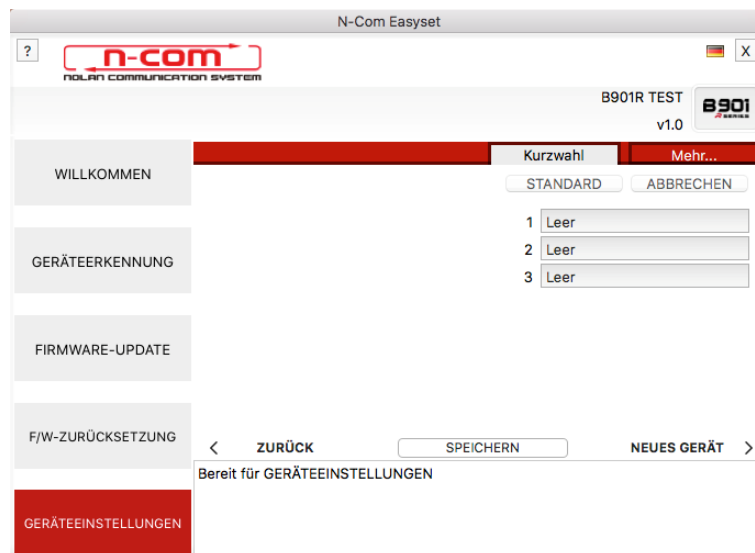 N-Com Easyset
?
n-com
X
NOLAN COMMUNICATION SYSTEM
B901R TEST
v1.0
B901
R SERIES
WILLKOMMEN
GERÄTEERKENNUNG
FIRMWARE-UPDATE
F/W-ZURÜCKSETZUNG
GERÄTEEINSTELLUNGEN
Kurzwahl
Mehr...
STANDARD
ABBRECHEN
1 Leer
2 Leer
3 Leer
< ZURÜCK
SPEICHERN
NEUES GERÄT >
Bereit für GERÄTEEINSTELLUNGEN